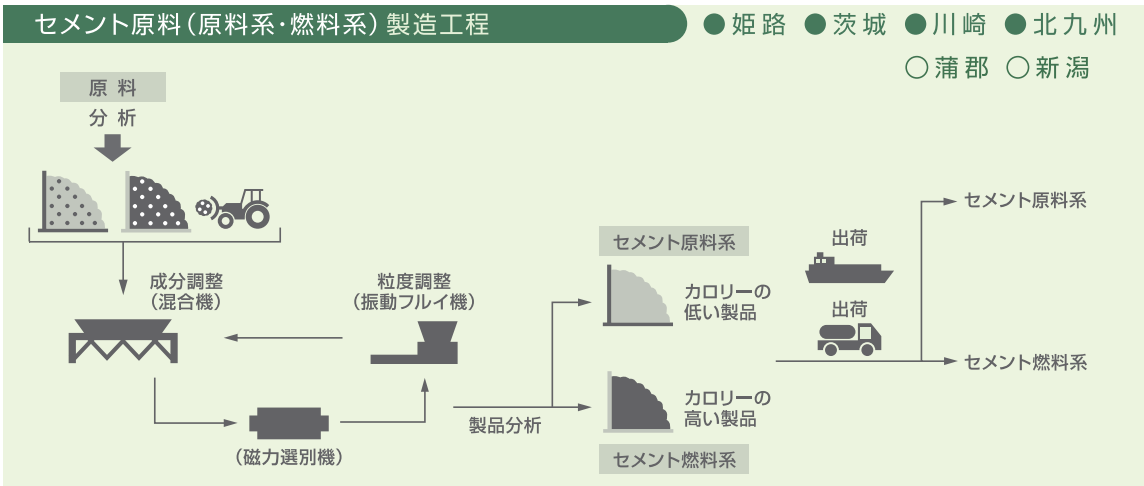 セメント原料（原料系・燃料系）製造工程
●姫路 ●茨城 ●川崎 ●北九州
○蒲郡 ○新潟
原料
分析
成分調整
（混合機）
粒度調整
（振動フルイ機）
（磁力選別機）
製品分析
セメント原料系
カロリーの
低い製品
カロリーの
高い製品
セメント燃料系
出荷
出荷
セメント原料系
セメント燃料系